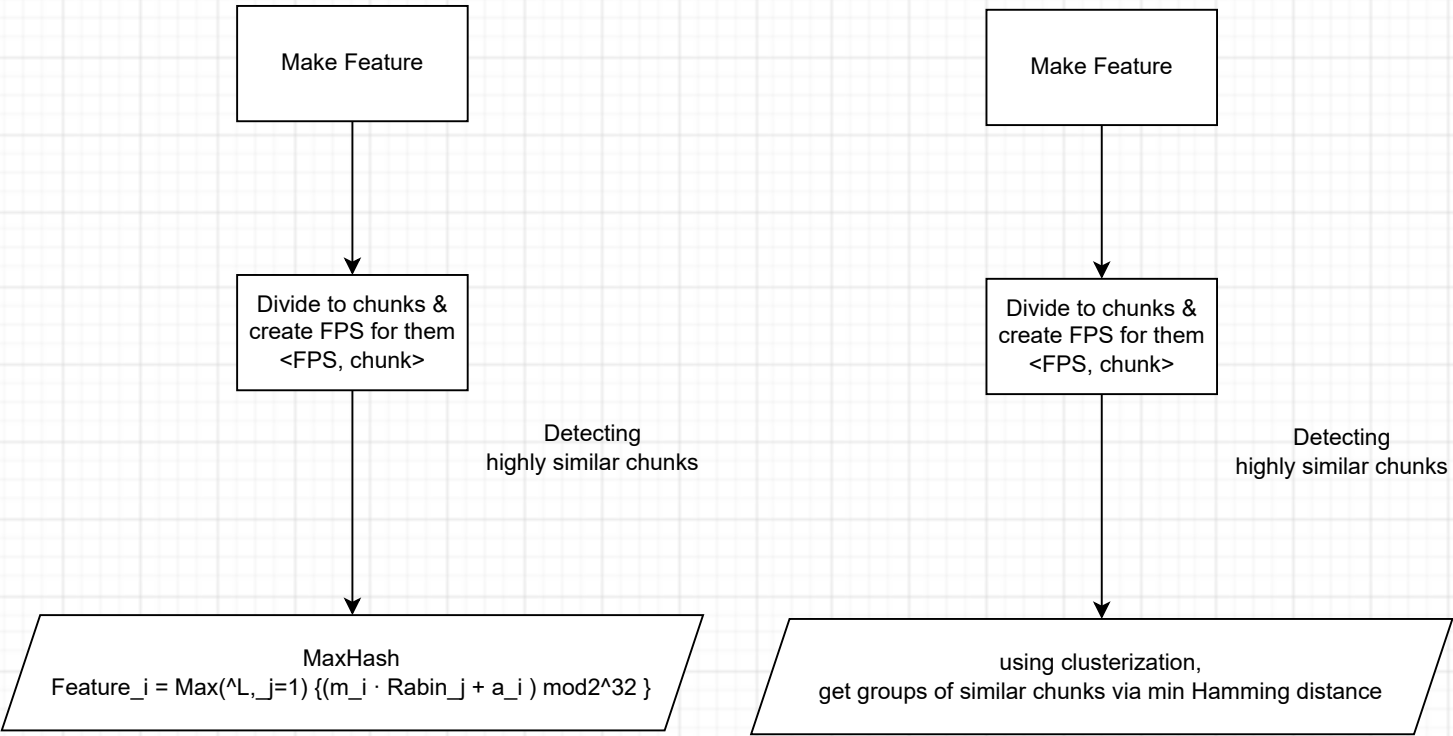 Make Feature
Divide to chunks &
create FPS for them
<FPS, chunk>
Detecting
highly similar chunks
MaxHash
Feature_i = Max(^L,_j=1) {(m_i · Rabin_j + a_i ) mod2^32 }
Make Feature
Divide to chunks &
create FPS for them
<FPS, chunk>
Detecting
highly similar chunks
using clusterization,
get groups of similar chunks via min Hamming distance